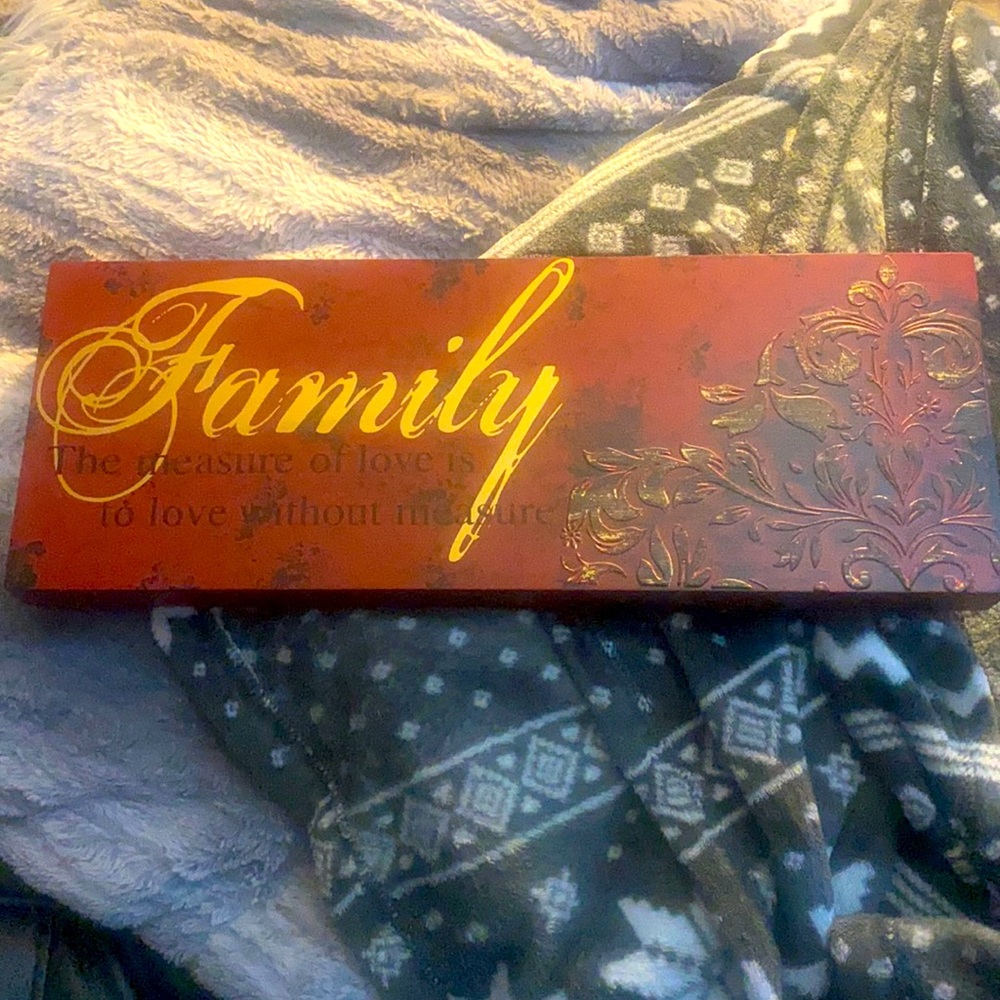 Family
The measure of love is
to love without measure